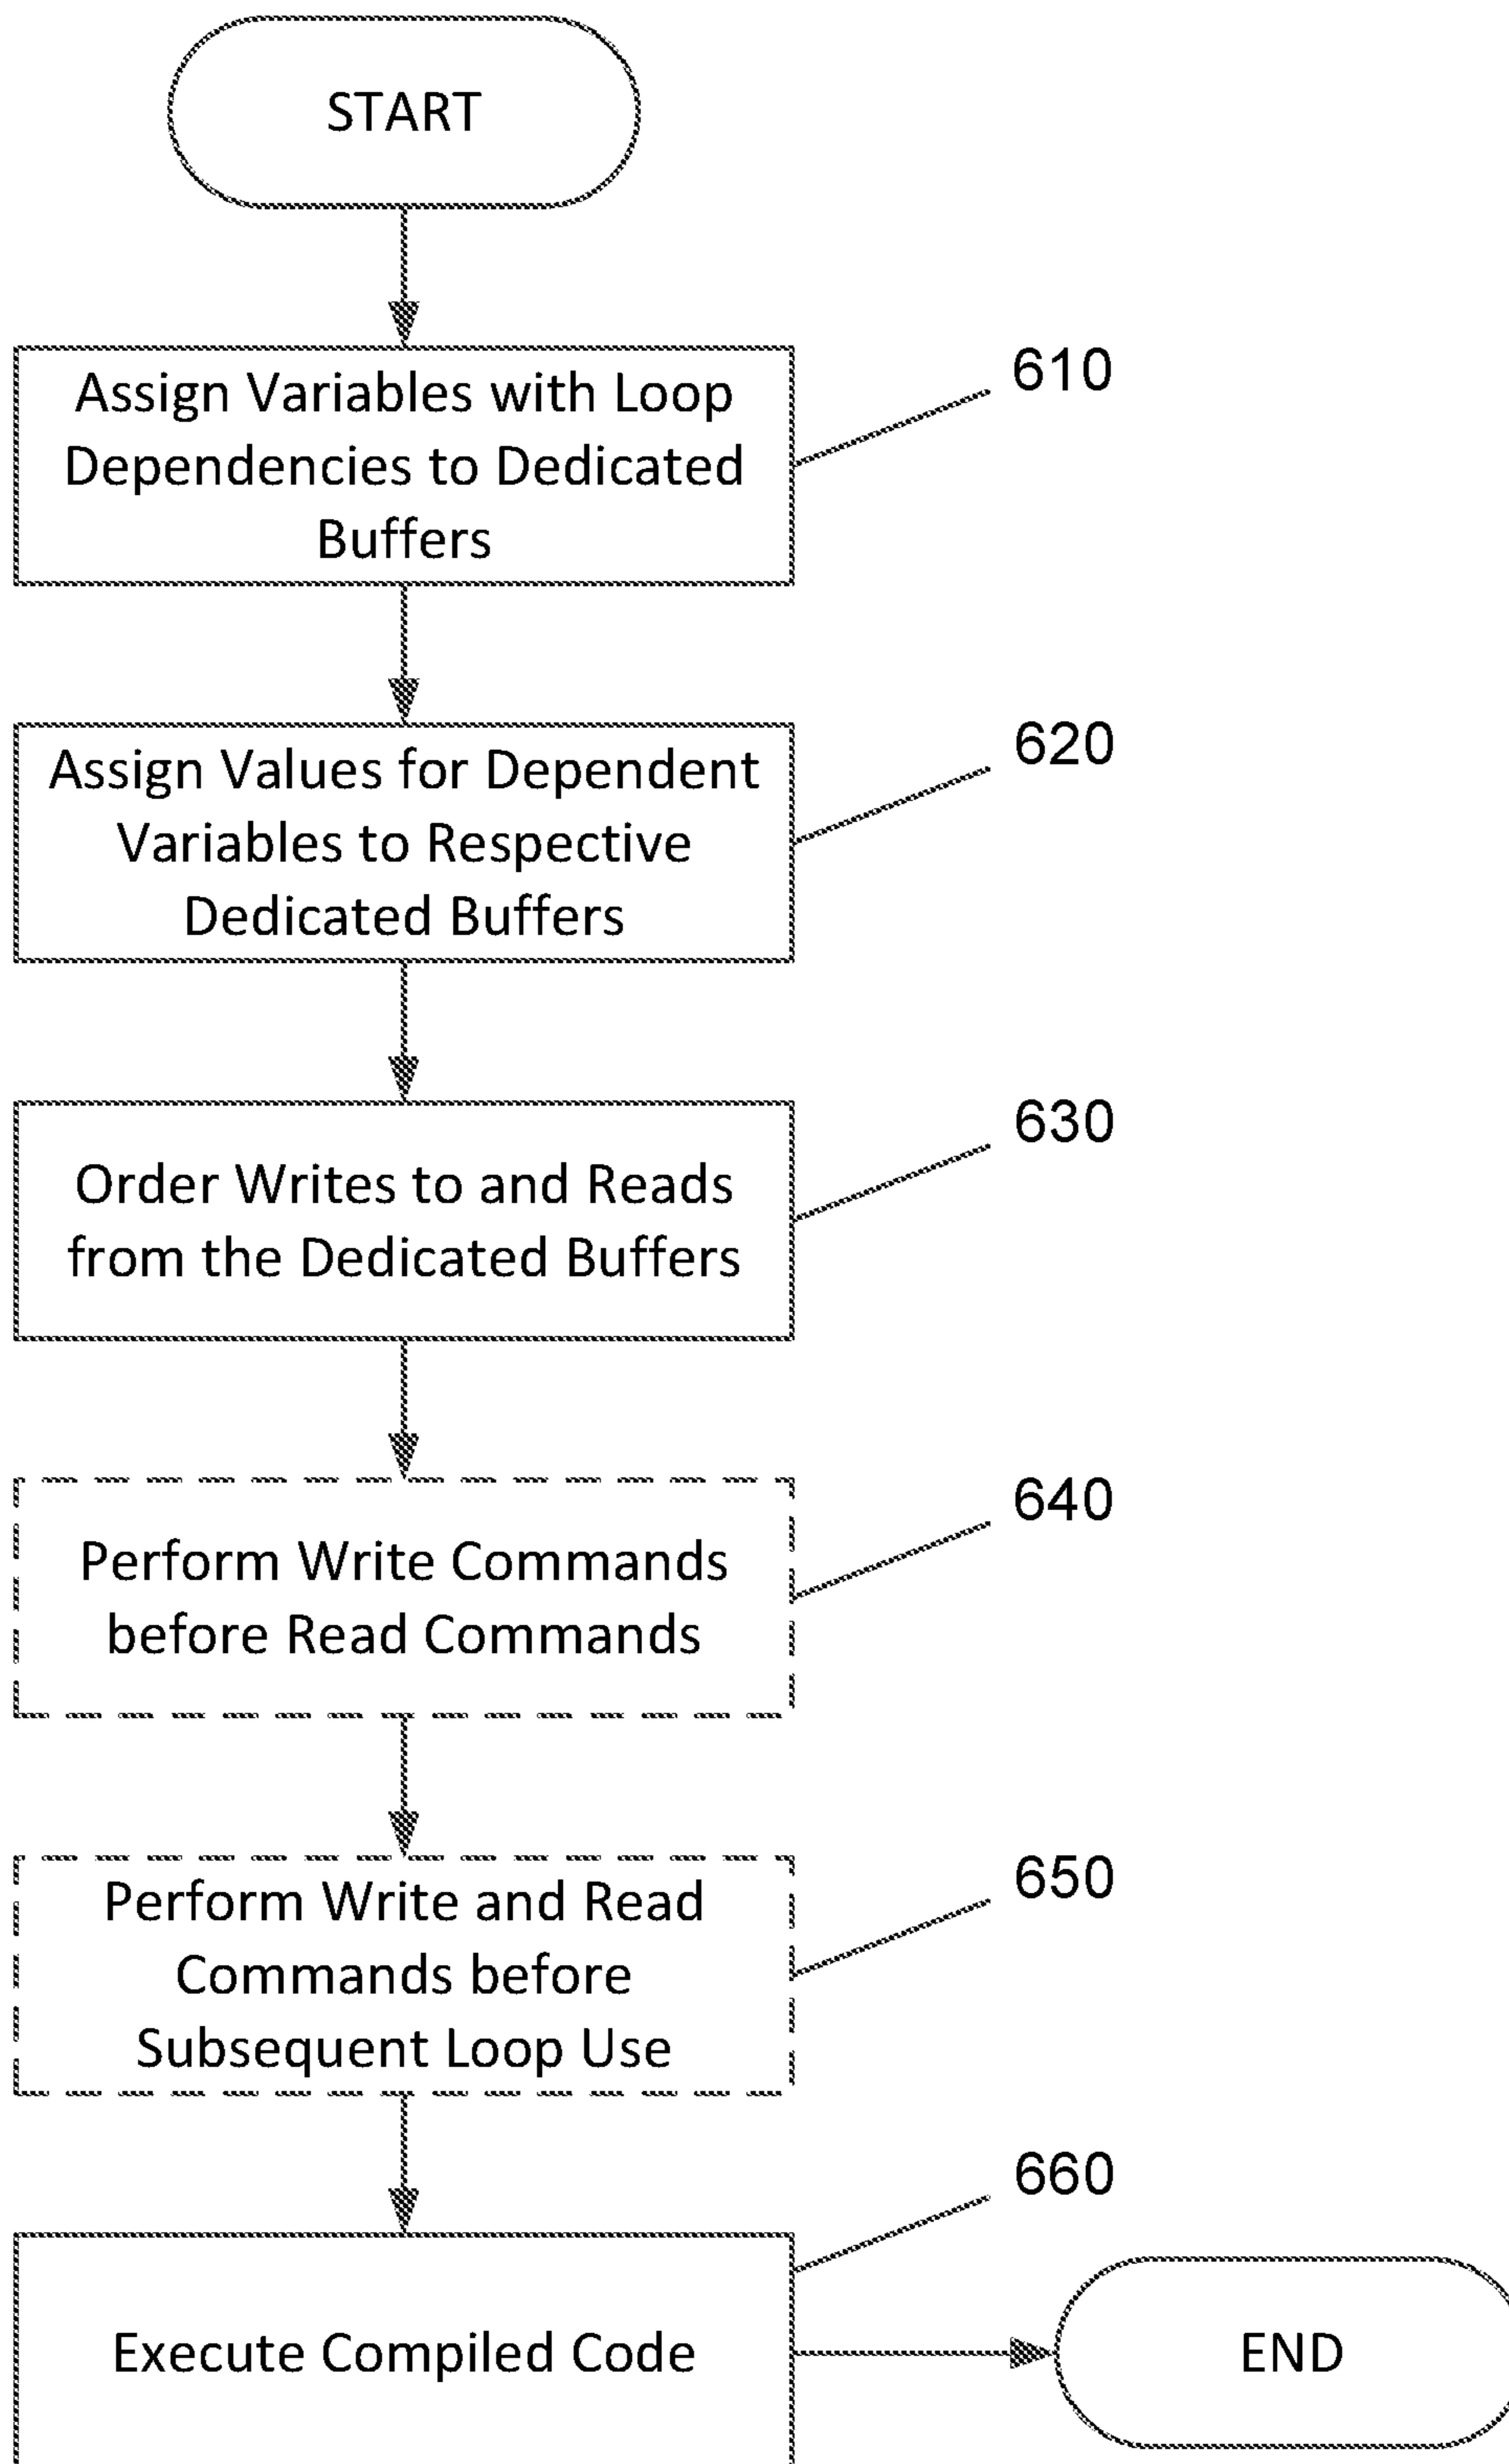 START
Assign Variables with Loop
Dependencies to Dedicated
Buffers
610
Assign Values for Dependent
Variables to Respective
Dedicated Buffers
620
Order Writes to and Reads
from the Dedicated Buffers
630
Perform Write Commands
before Read Commands
640
Perform Write and Read
Commands before
Subsequent Loop Use
650
Execute Compiled Code
660
END